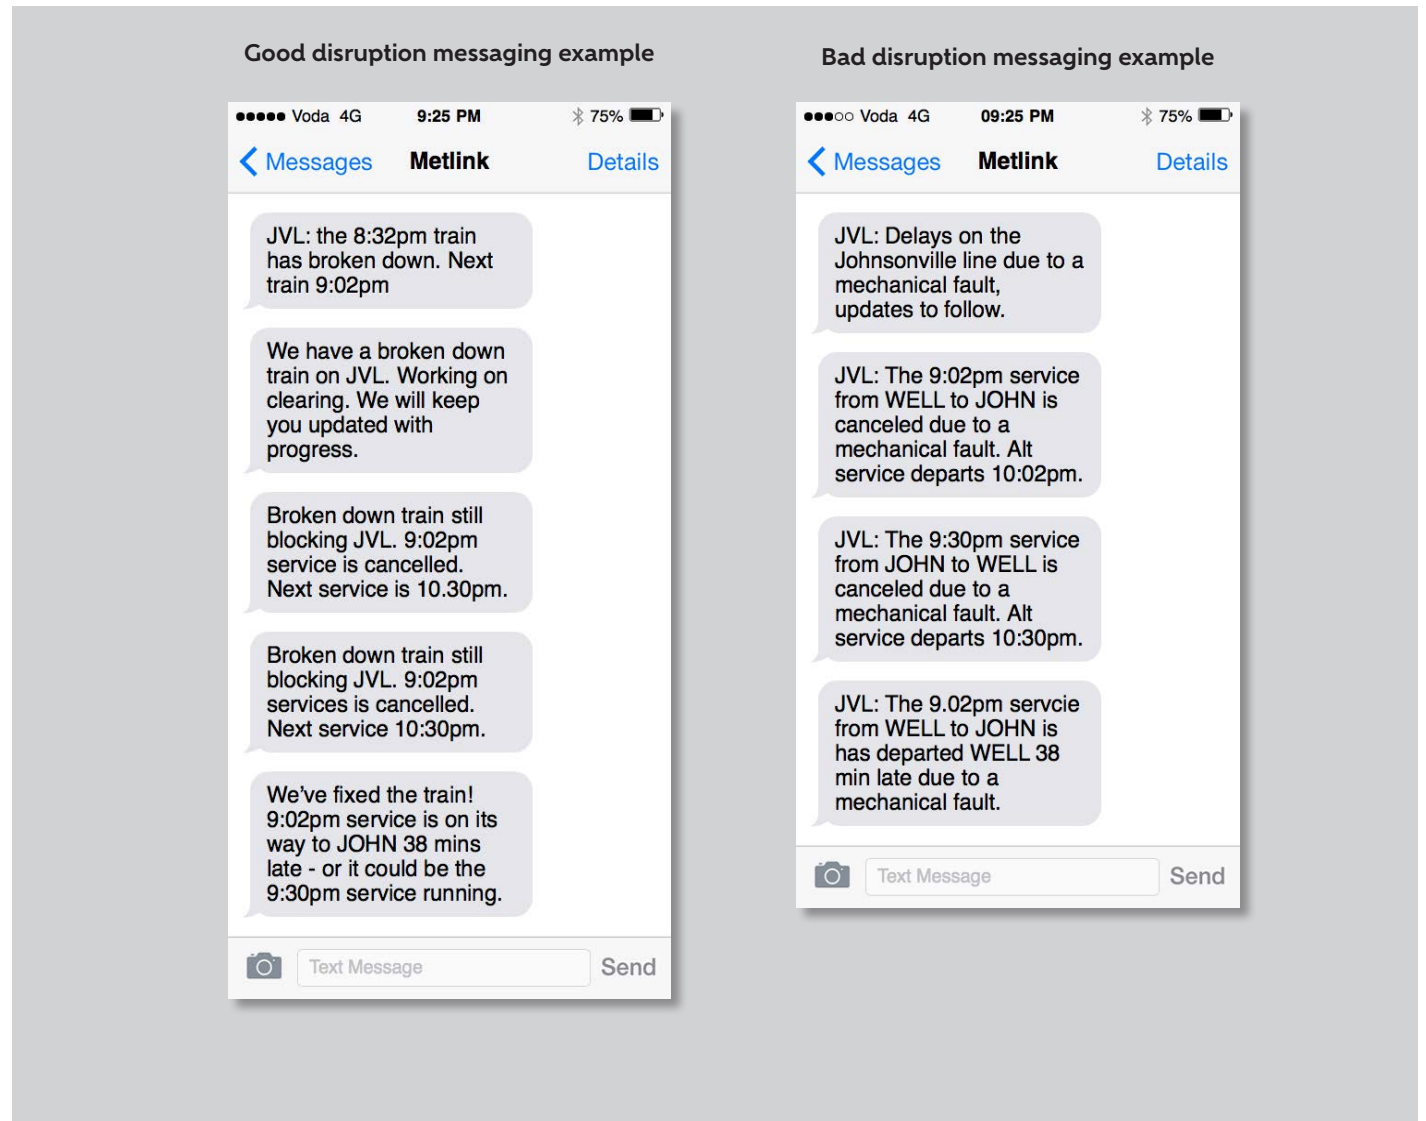 Good disruption messaging example
●●●●● Voda 4G 9:25 PM 75%
Messages Metlink Details
JVL: the 8:32pm train
has broken down. Next
train 9:02pm
We have a broken down
train on JVL. Working on
clearing. We will keep
you updated with
progress.
Broken down train still
blocking JVL. 9:02pm
service is cancelled.
Next service is 10.30pm.
Broken down train still
blocking JVL. 9:02pm
services is cancelled.
Next service 10:30pm.
We’ve fixed the train!
9:02pm service is on its
way to JOHN 38 mins
late - or it could be the
9:30pm service running.
Text Message Send
Bad disruption messaging example
●●●○○ Voda 4G 09:25 PM 75%
Messages Metlink Details
JVL: Delays on the
Johnsonville line due to a
mechanical fault,
updates to follow.
JVL: The 9:02pm service
from WELL to JOHN is
canceled due to a
mechanical fault. Alt
service departs 10:02pm.
JVL: The 9:30pm service
from JOHN to WELL is
canceled due to a
mechanical fault. Alt
service departs 10:30pm.
JVL: The 9.02pm servcie
from WELL to JOHN is
has departed WELL 38
min late due to a
mechanical fault.
Text Message Send